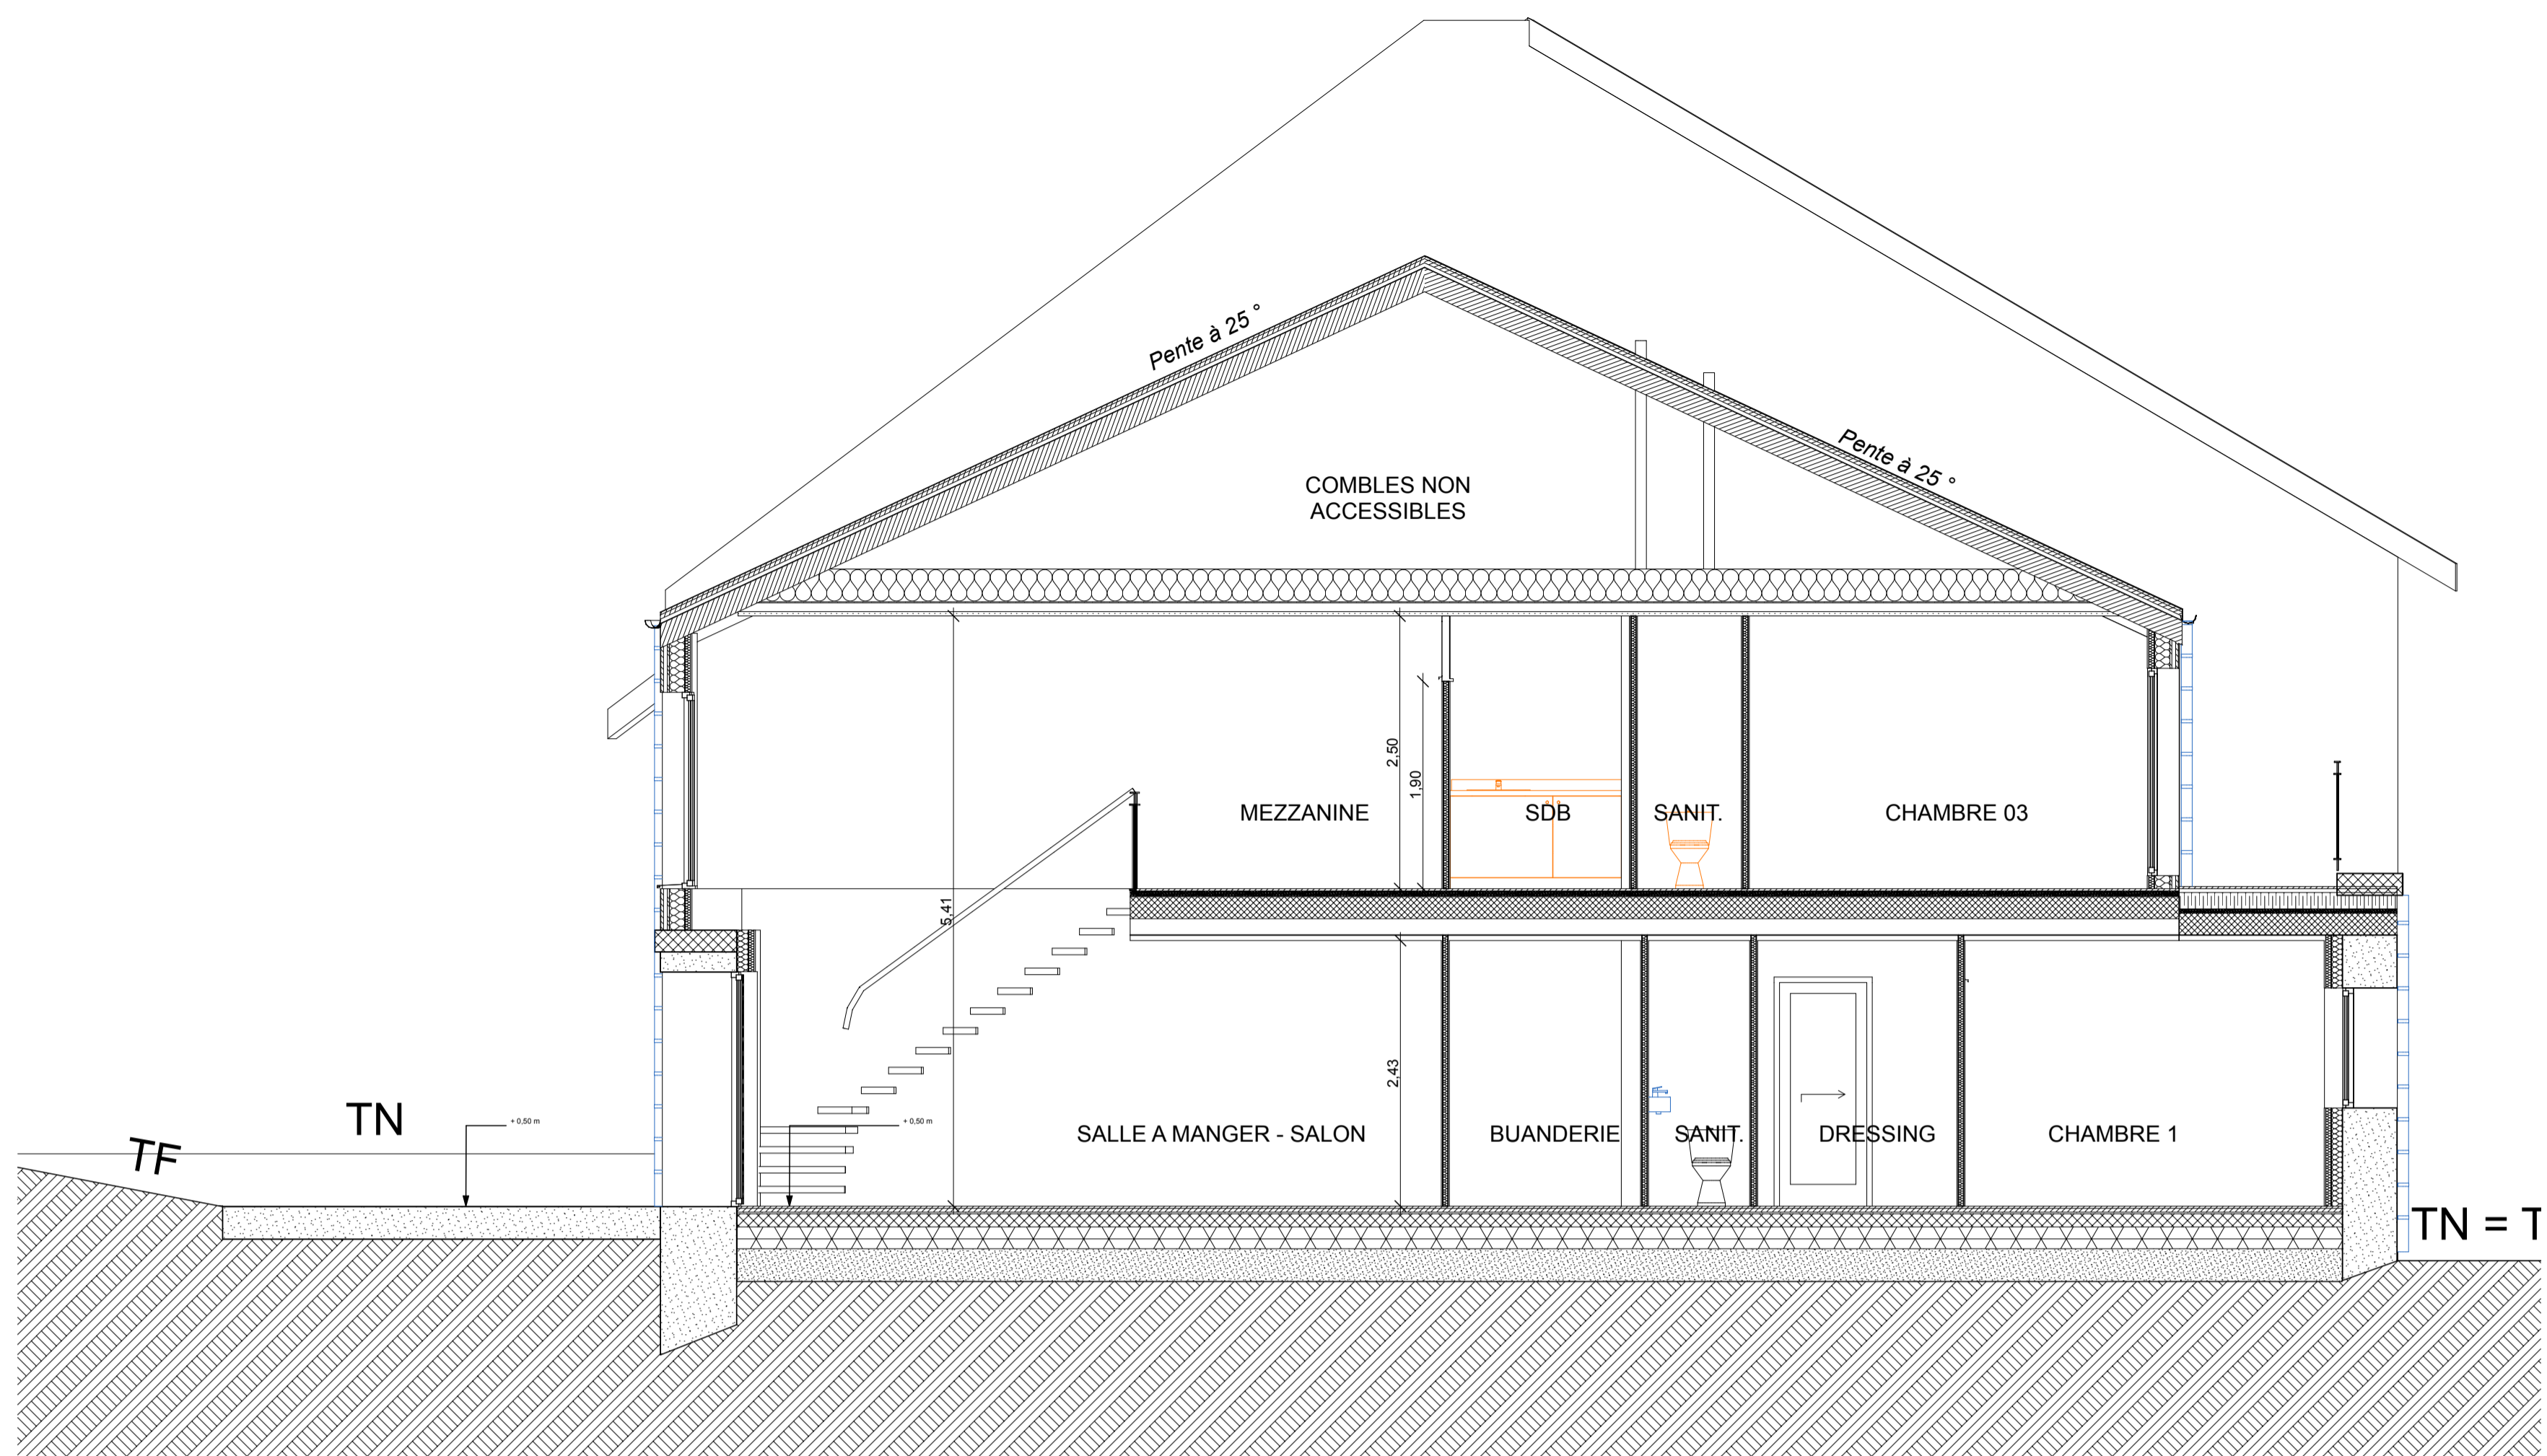 Pente à 25 °
Pente à 25 °
COMBLES NON
ACCESSIBLES
2,50
1,90
5,41
MEZZANINE
SDB
SANIT.
CHAMBRE 03
2,43
TN
TF
+ 0,50 m
+ 0,50 m
SALLE A MANGER - SALON
BUANDERIE
SANIT.
DRESSING
CHAMBRE 1
TN = T